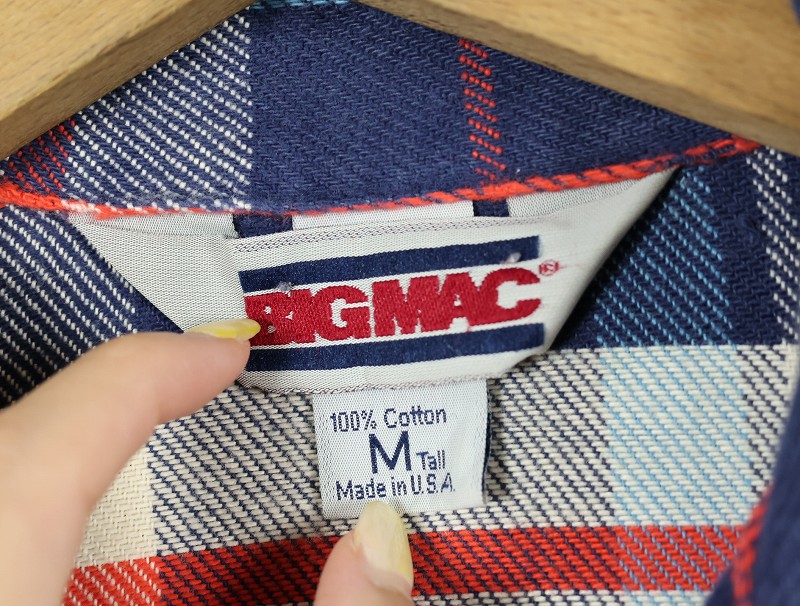 BIG MAC®
100% Cotton
M Tall
Made in U.S.A.